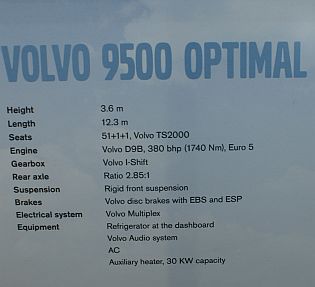 VOLVO 9500 OPTIMAL
Height 3.6 m
Length 12.3 m
Seats 51+1+1, Volvo TS2000
Engine Volvo D9B, 380 bhp (1740 Nm), Euro 5
Gearbox Volvo I-Shift
Rear axle Ratio 2.85:1
Suspension Rigid front suspension
Brakes Volvo disc brakes with EBS and ESP
Electrical system Volvo Multiplex
Equipment Refrigerator at the dashboard
Volvo Audio system
AC
Auxiliary heater, 30 KW capacity